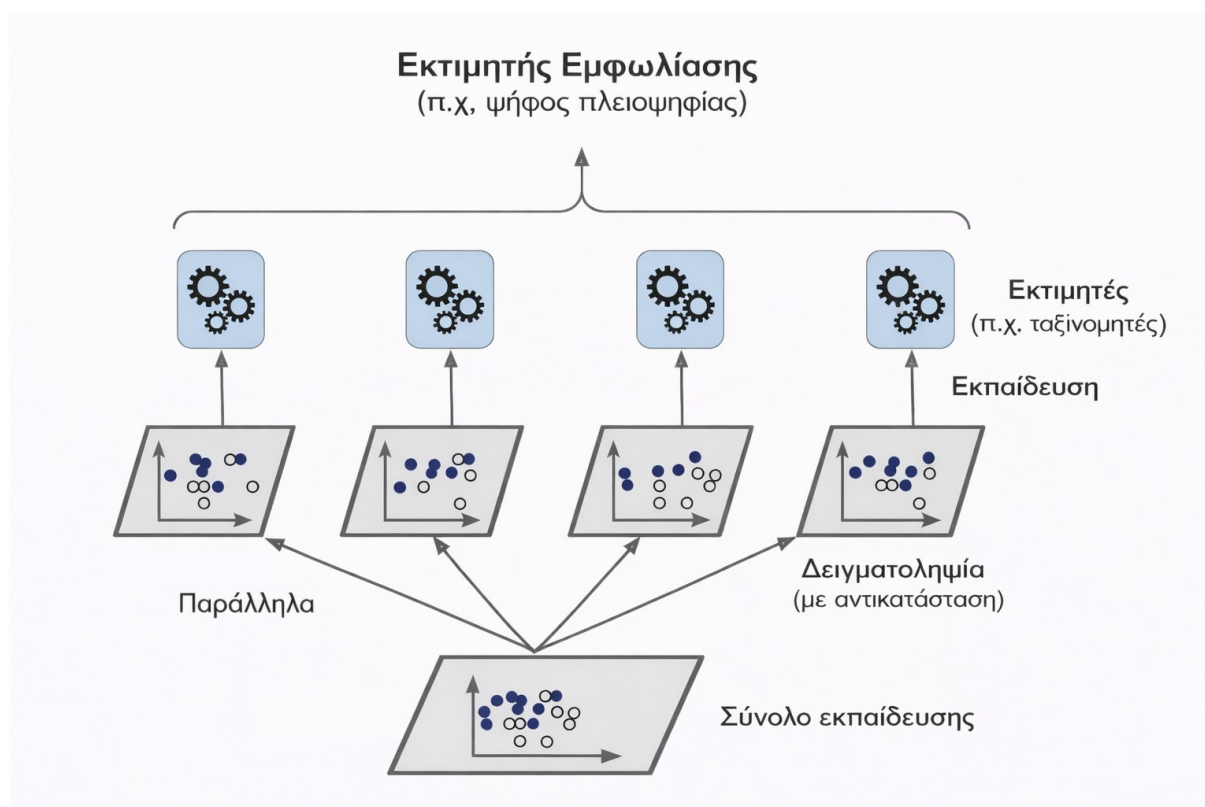 Εκτιμητής Εμφωλίασης
(π.χ, ψήφος πλειοψηφίας)
Εκτιμητές
(π.χ. ταξινομητές)
Εκπαίδευση
Παράλληλα
Δειγματοληψία
(με αντικατάσταση)
Σύνολο εκπαίδευσης